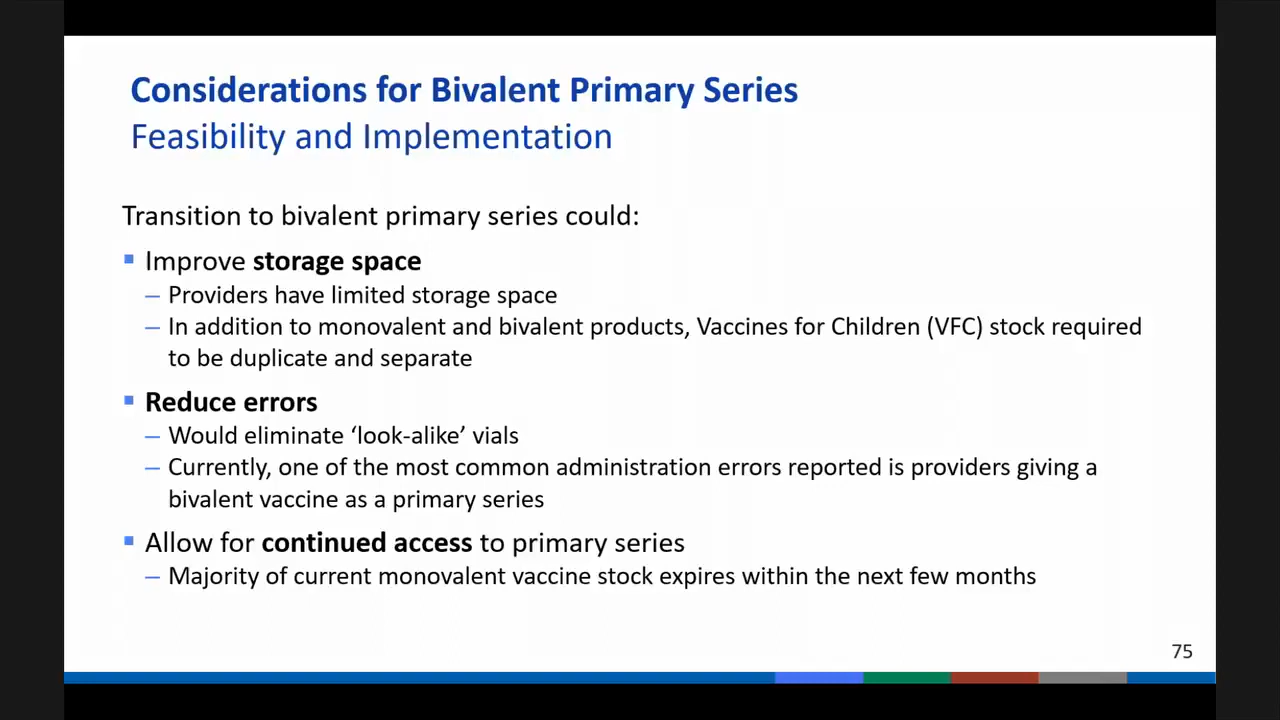 Considerations for Bivalent Primary Series
Feasibility and Implementation
Transition to bivalent primary series could:
▪ Improve storage space
– Providers have limited storage space
– In addition to monovalent and bivalent products, Vaccines for Children (VFC) stock required
to be duplicate and separate
▪ Reduce errors
– Would eliminate ‘look-alike’ vials
– Currently, one of the most common administration errors reported is providers giving a
bivalent vaccine as a primary series
▪ Allow for continued access to primary series
– Majority of current monovalent vaccine stock expires within the next few months
75